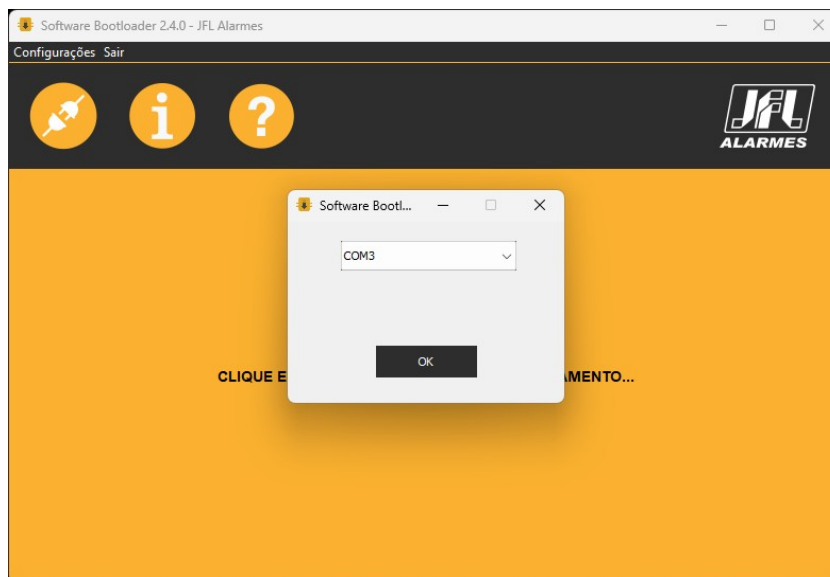 Software Bootloader 2.4.0 - JFL Alarmes
Configurações Sair
i ?
JFL
ALARMES
Software Bootl...
COM3
OK
CLIQUE E
AMENTO...